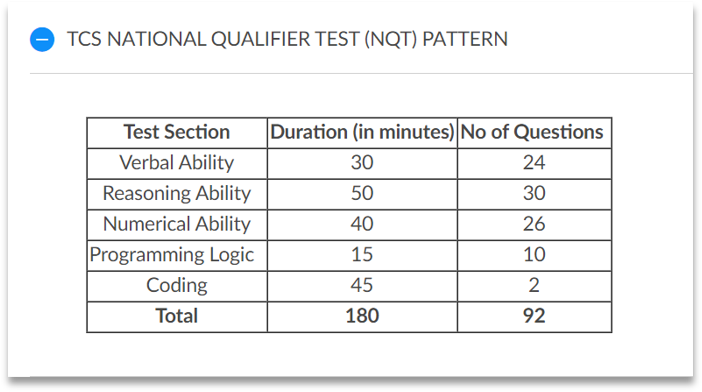 TCS NATIONAL QUALIFIER TEST (NQT) PATTERN
Test Section Duration (in minutes) No of Questions
Verbal Ability 30 24
Reasoning Ability 50 30
Numerical Ability 40 26
Programming Logic 15 10
Coding 45 2
Total 180 92